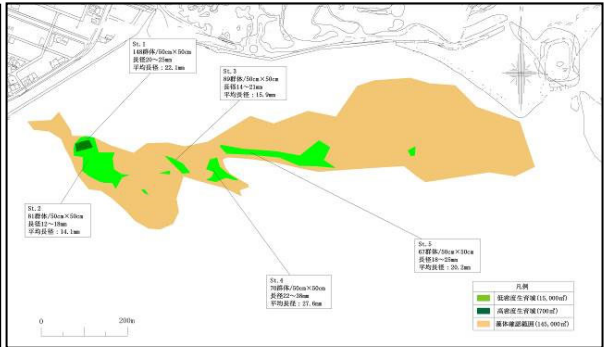 St.1
148群体/50cm×50cm
長径20～25mm
平均長径：22.1mm
St.3
89群体/50cm×50cm
長径14～21mm
平均長径：15.9mm
St.2
81群体/50cm×50cm
長径12～18mm
平均長径：14.1mm
St.4
70群体/50cm×50cm
長径22～38mm
平均長径：27.6mm
St.5
67群体/50cm×50cm
長径18～25mm
平均長径：20.2mm
凡例
低密度生育域(15,000㎡)
高密度生育域(700㎡)
藻体確認範囲(145,000㎡)
0 200m